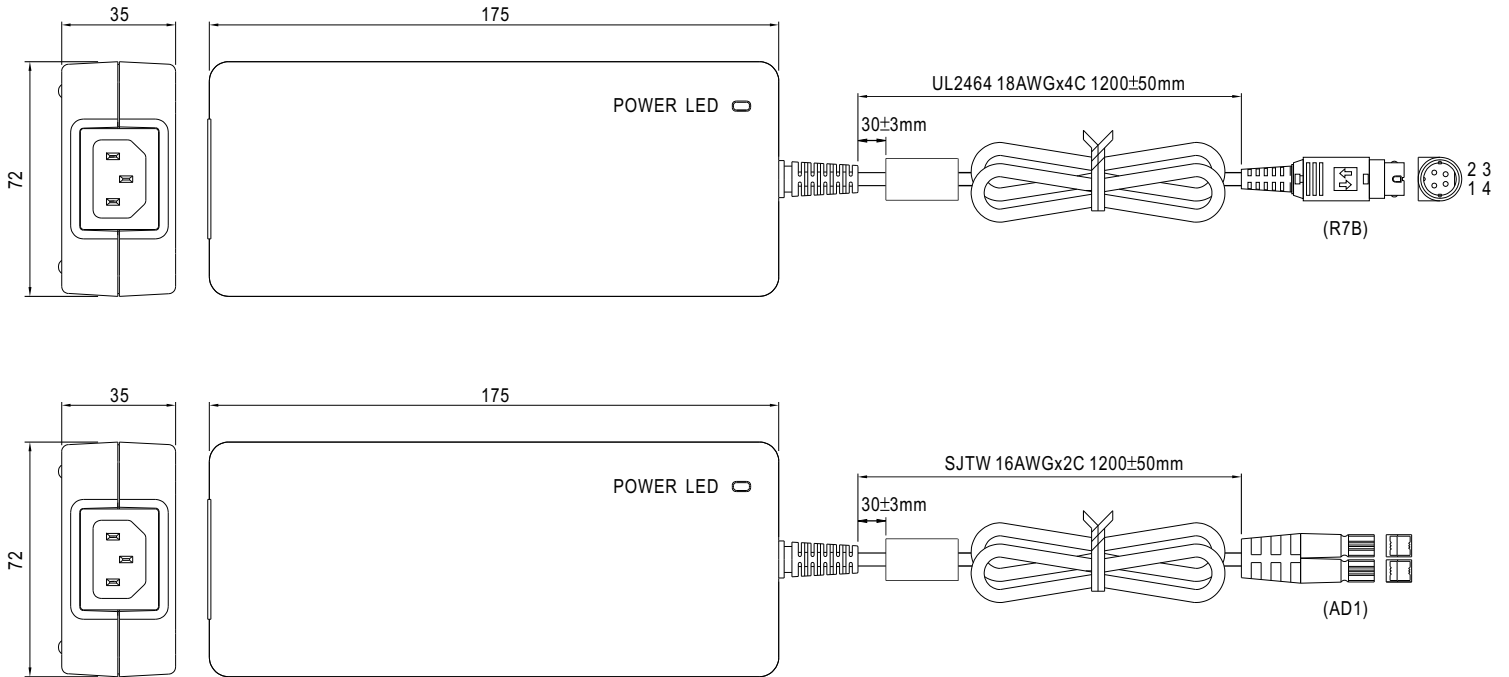 35
175
72
POWER LED
UL2464 18AWGx4C 1200±50mm
30±3mm
2 3
1 4
(R7B)
35
175
72
POWER LED
SJTW 16AWGx2C 1200±50mm
30±3mm
(AD1)